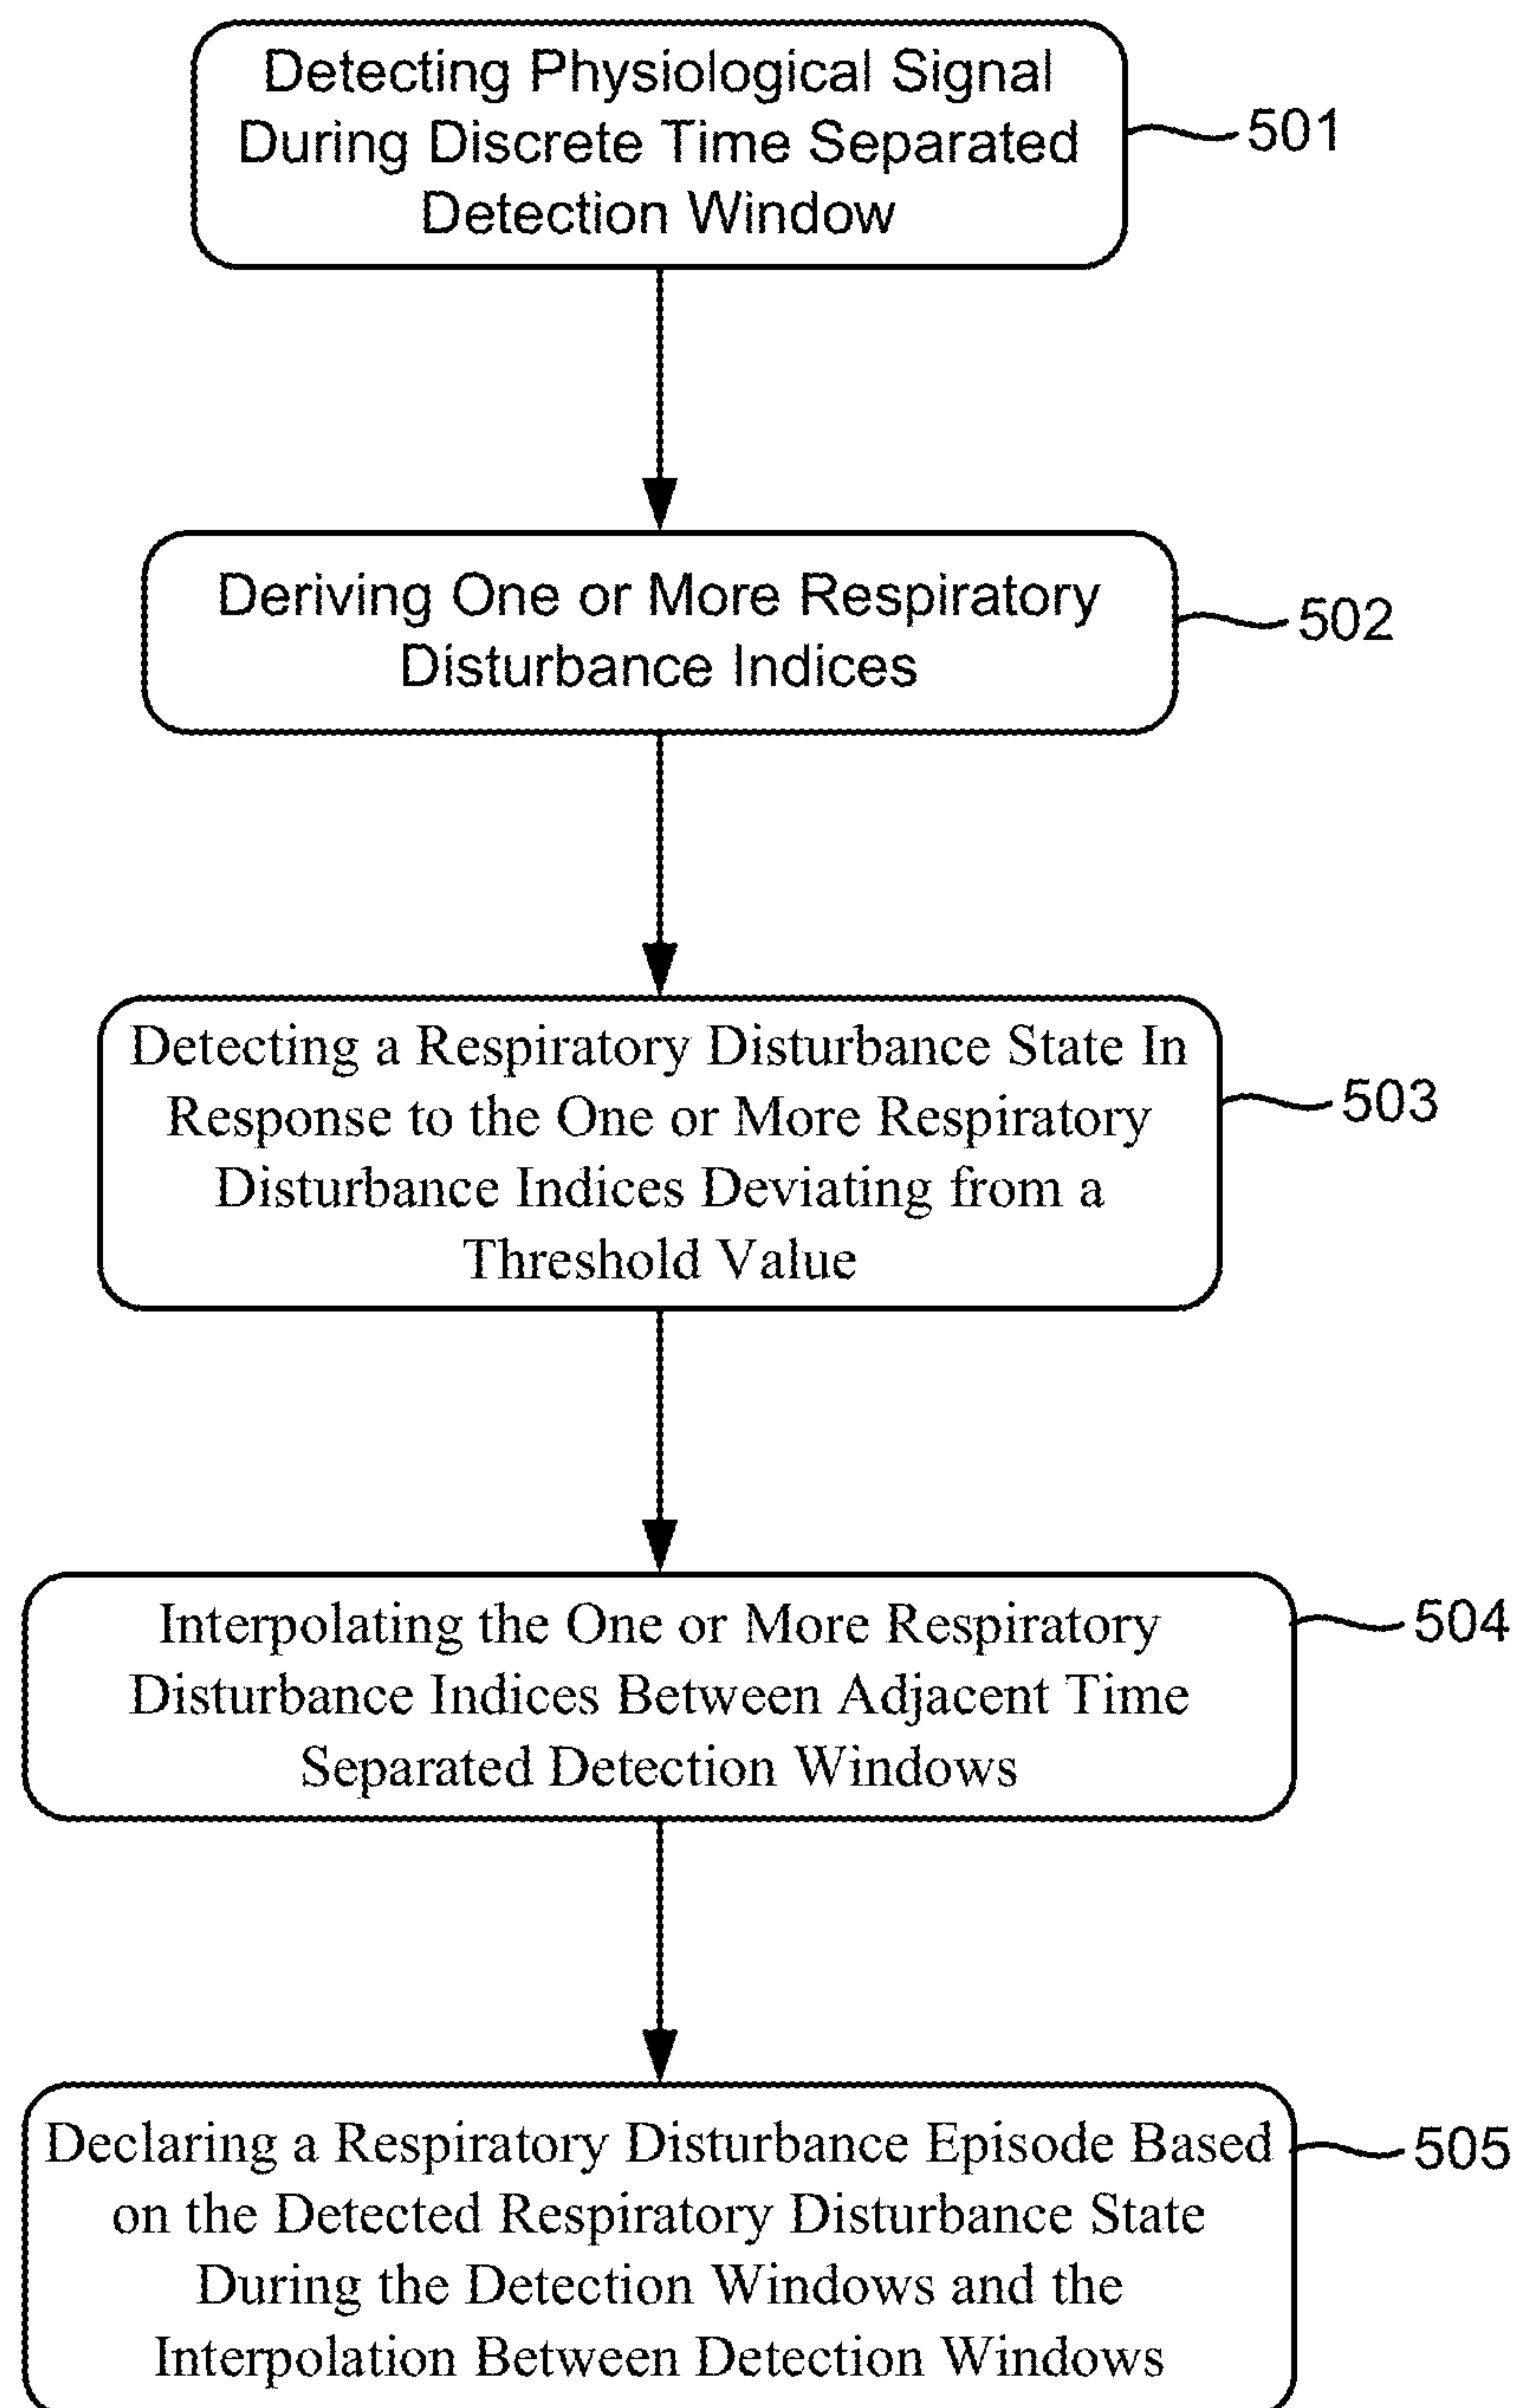 Detecting Physiological Signal
During Discrete Time Separated
Detection Window
501
Deriving One or More Respiratory
Disturbance Indices
502
Detecting a Respiratory Disturbance State In
Response to the One or More Respiratory
Disturbance Indices Deviating from a
Threshold Value
503
Interpolating the One or More Respiratory
Disturbance Indices Between Adjacent Time
Separated Detection Windows
504
Declaring a Respiratory Disturbance Episode Based
on the Detected Respiratory Disturbance State
During the Detection Windows and the
Interpolation Between Detection Windows
505